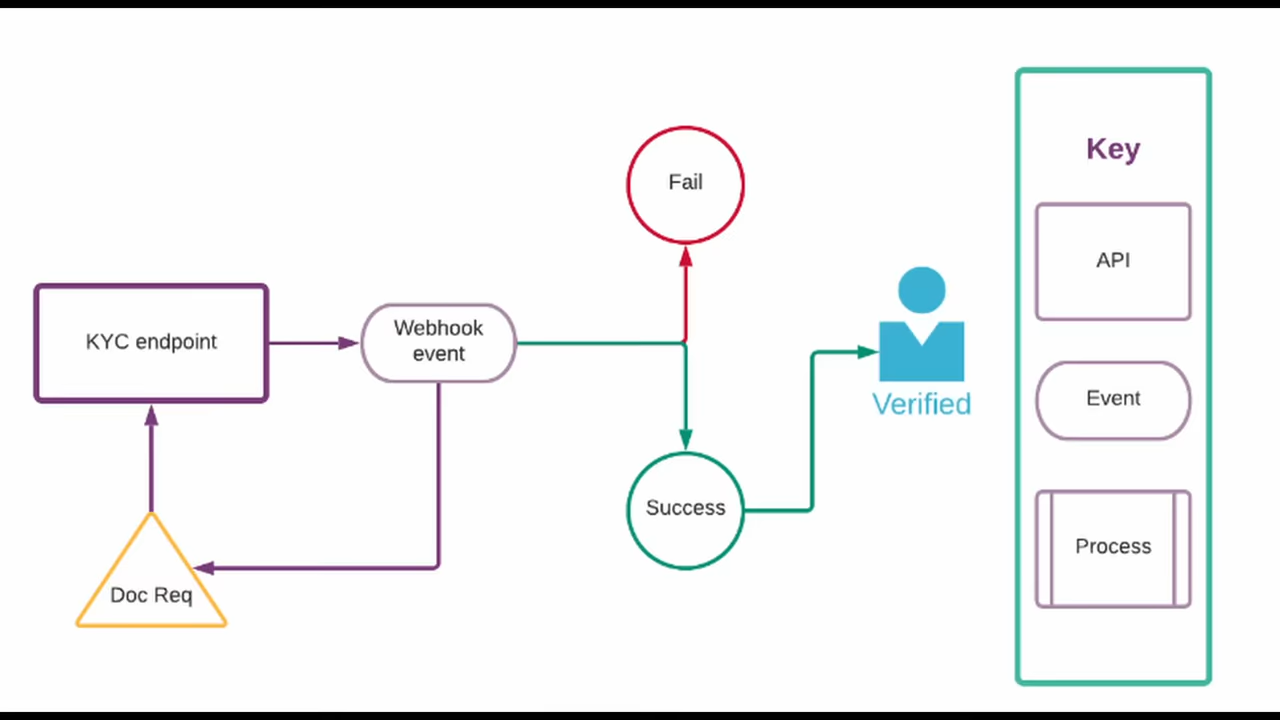 Fail
KYC endpoint
Webhook
event
Success
Doc Req
Verified
Key
API
Event
Process